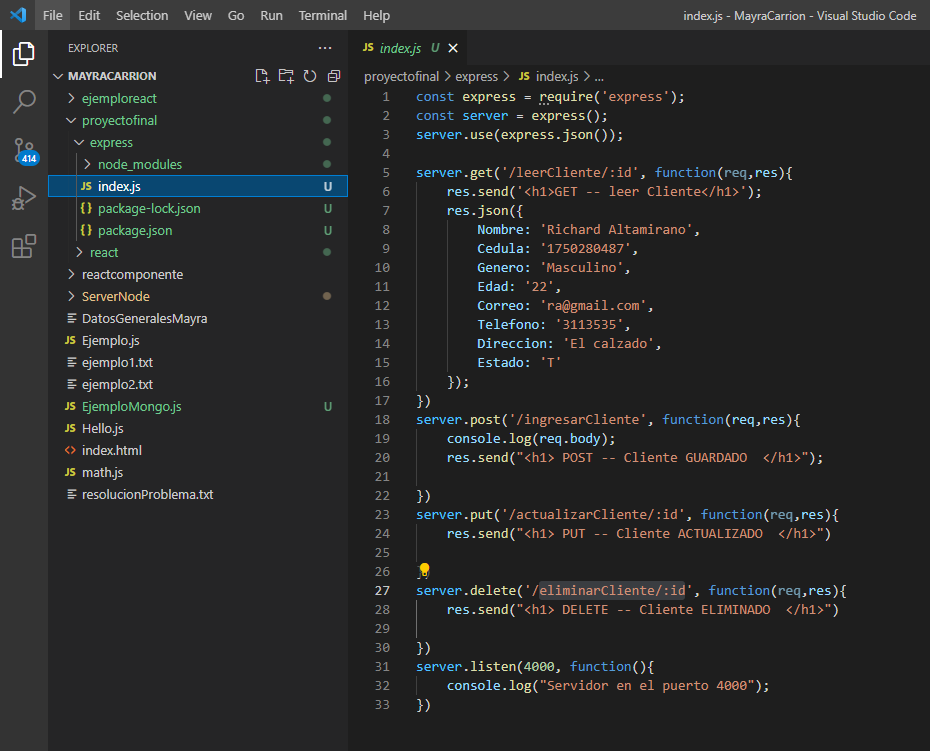 File Edit Selection View Go Run Terminal Help index.js - MayraCarrion - Visual Studio Code
EXPLORER ...
MAYRACARRION
ejemploreact
proyectofinal
express
node_modules
JS index.js U
{} package-lock.json U
{} package.json U
react
reactcomponente
ServerNode
DatosGeneralesMayra
JS Ejemplo.js
ejemplo1.txt
ejemplo2.txt
JS EjemploMongo.js U
JS Hello.js
<> index.html
JS math.js
resolucionProblema.txt
414
JS index.js U
proyectofinal > express > JS index.js > ...
1 const express = require('express');
2 const server = express();
3 server.use(express.json());
4
5 server.get('/leerCliente/:id', function(req,res){
6 res.send('<h1>GET -- leer Cliente</h1>');
7 res.json({
8 Nombre: 'Richard Altamirano',
9 Cedula: '1750280487',
10 Genero: 'Masculino',
11 Edad: '22',
12 Correo: 'ra@gmail.com',
13 Telefono: '3113535',
14 Direccion: 'El calzado',
15 Estado: 'T'
16 });
17 })
18 server.post('/ingresarCliente', function(req,res){
19 console.log(req.body);
20 res.send("<h1> POST -- Cliente GUARDADO  </h1>");
21
22 })
23 server.put('/actualizarCliente/:id', function(req,res){
24 res.send("<h1> PUT -- Cliente ACTUALIZADO  </h1>")
25
26
27 server.delete('/eliminarCliente/:id', function(req,res){
28 res.send("<h1> DELETE -- Cliente ELIMINADO  </h1>")
29
30 })
31 server.listen(4000, function(){
32 console.log("Servidor en el puerto 4000");
33 })